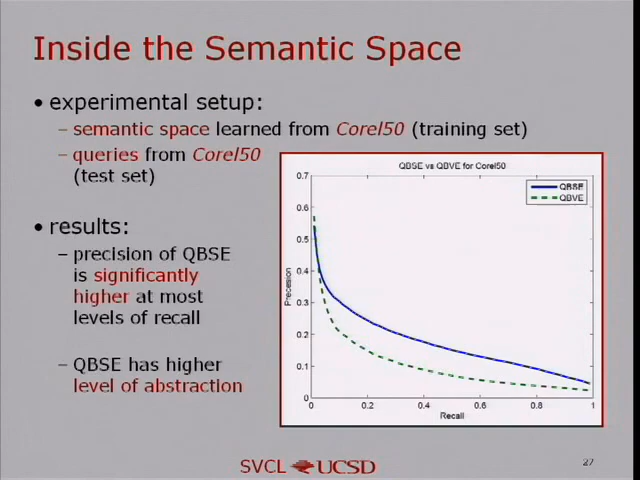 Inside the Semantic Space
• experimental setup:
– semantic space learned from Corel50 (training set)
– queries from Corel50
(test set)
• results:
– precision of QBSE
is significantly
higher at most
levels of recall
– QBSE has higher
level of abstraction
QBSE vs QBVE for Corel50
QBSE
QBVE
Precesion
0.7
0.6
0.5
0.4
0.3
0.2
0.1
0
0 0.2 0.4 0.6 0.8 1
Recall
SVCL UCSD
27